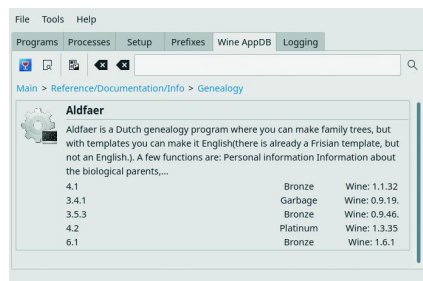 File Tools Help
Programs Processes Setup Prefixes Wine AppDB Logging
Main > Reference/Documentation/Info > Genealogy
Aldfaer
Aldfaer is a Dutch genealogy program where you can make family trees, but
with templates you can make it English(there is already a Frisian template, but
not an English.). A few functions are: Personal information Information about
the biological parents,...
4.1 Bronze Wine: 1.1.32
3.4.1 Garbage Wine: 0.9.19.
3.5.3 Bronze Wine: 0.9.46.
4.2 Platinum Wine: 1.3.35
6.1 Bronze Wine: 1.6.1